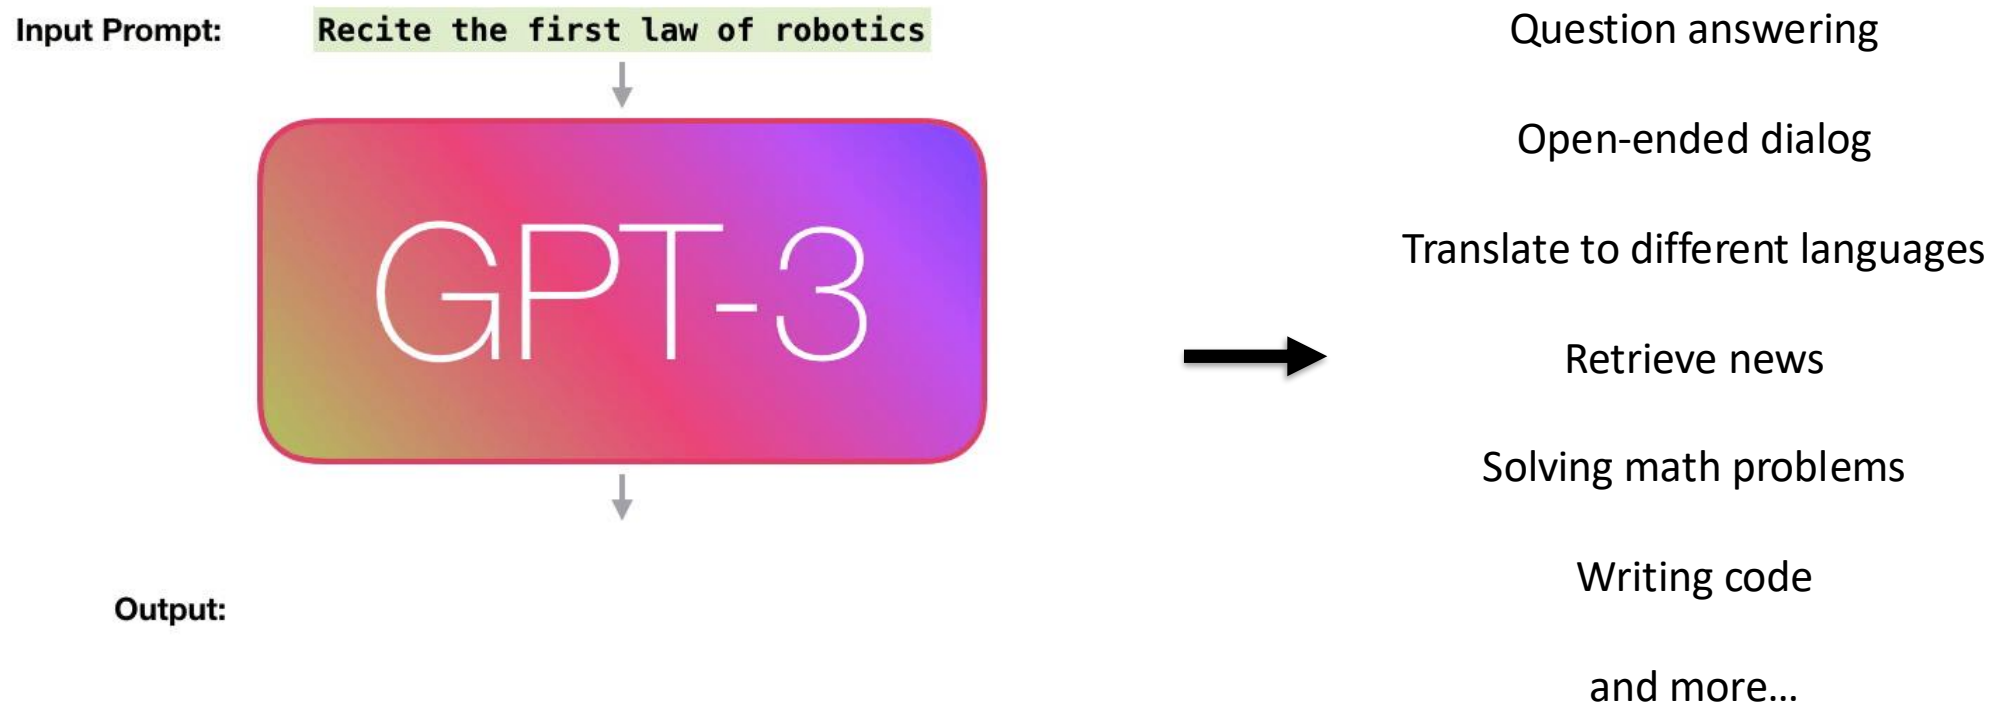 Input Prompt: Recite the first law of robotics
GPT-3
Output:
Question answering
Open-ended dialog
Translate to different languages
Retrieve news
Solving math problems
Writing code
and more...